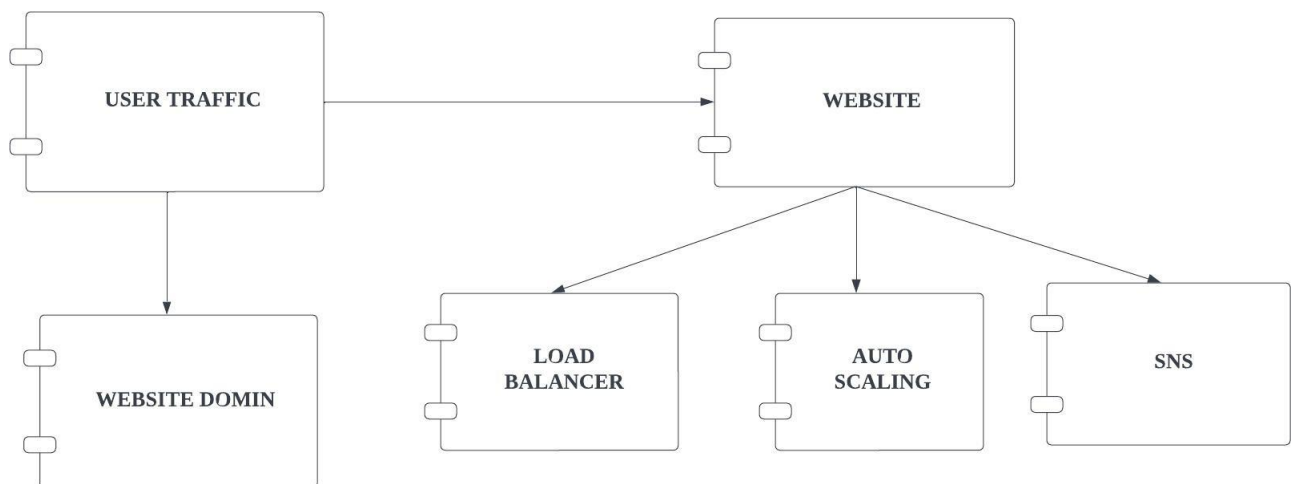 USER TRAFFIC
WEBSITE
WEBSITE DOMIN
LOAD
BALANCER
AUTO
SCALING
SNS